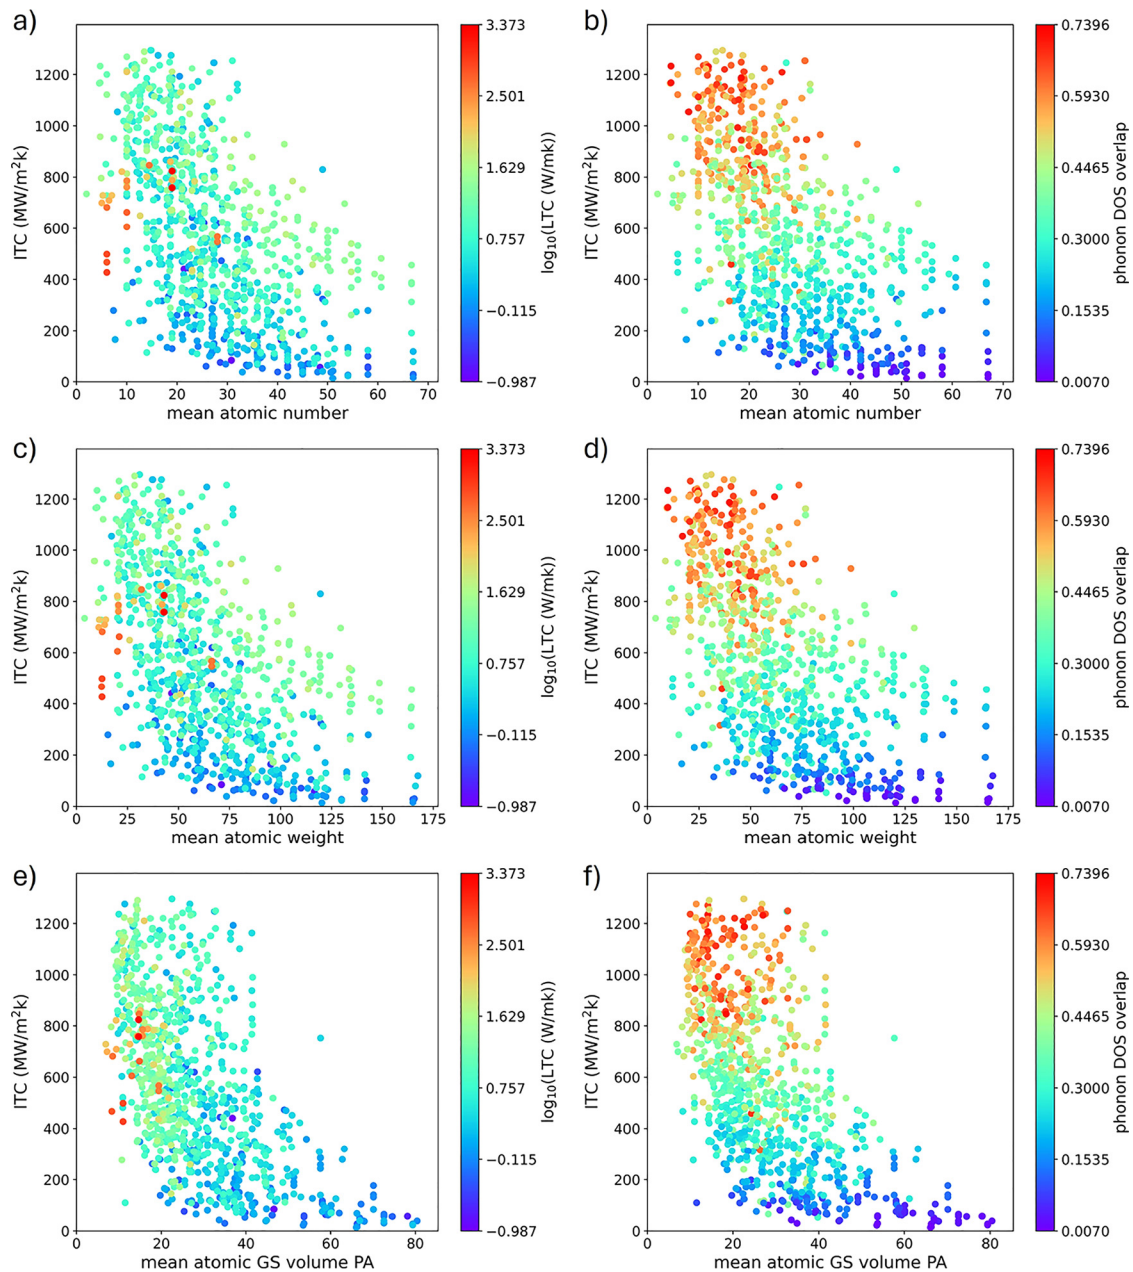 a)
ITC (MW/m²k)
1200
1000
800
600
400
200
0
0 10 20 30 40 50 60 70
mean atomic number
3.373
2.501
1.629
0.757
−0.115
−0.987
log₁₀(LTC (W/mk))
b)
ITC (MW/m²k)
1200
1000
800
600
400
200
0
0 10 20 30 40 50 60 70
mean atomic number
0.7396
0.5930
0.4465
0.3000
0.1535
0.0070
phonon DOS overlap
c)
ITC (MW/m²k)
1200
1000
800
600
400
200
0
0 25 50 75 100 125 150 175
mean atomic weight
3.373
2.501
1.629
0.757
−0.115
−0.987
log₁₀(LTC (W/mk))
d)
ITC (MW/m²k)
1200
1000
800
600
400
200
0
0 25 50 75 100 125 150 175
mean atomic weight
0.7396
0.5930
0.4465
0.3000
0.1535
0.0070
phonon DOS overlap
e)
ITC (MW/m²k)
1200
1000
800
600
400
200
0
0 20 40 60 80
mean atomic GS volume PA
3.373
2.501
1.629
0.757
−0.115
−0.987
log₁₀(LTC (W/mk))
f)
ITC (MW/m²k)
1200
1000
800
600
400
200
0
0 20 40 60 80
mean atomic GS volume PA
0.7396
0.5930
0.4465
0.3000
0.1535
0.0070
phonon DOS overlap